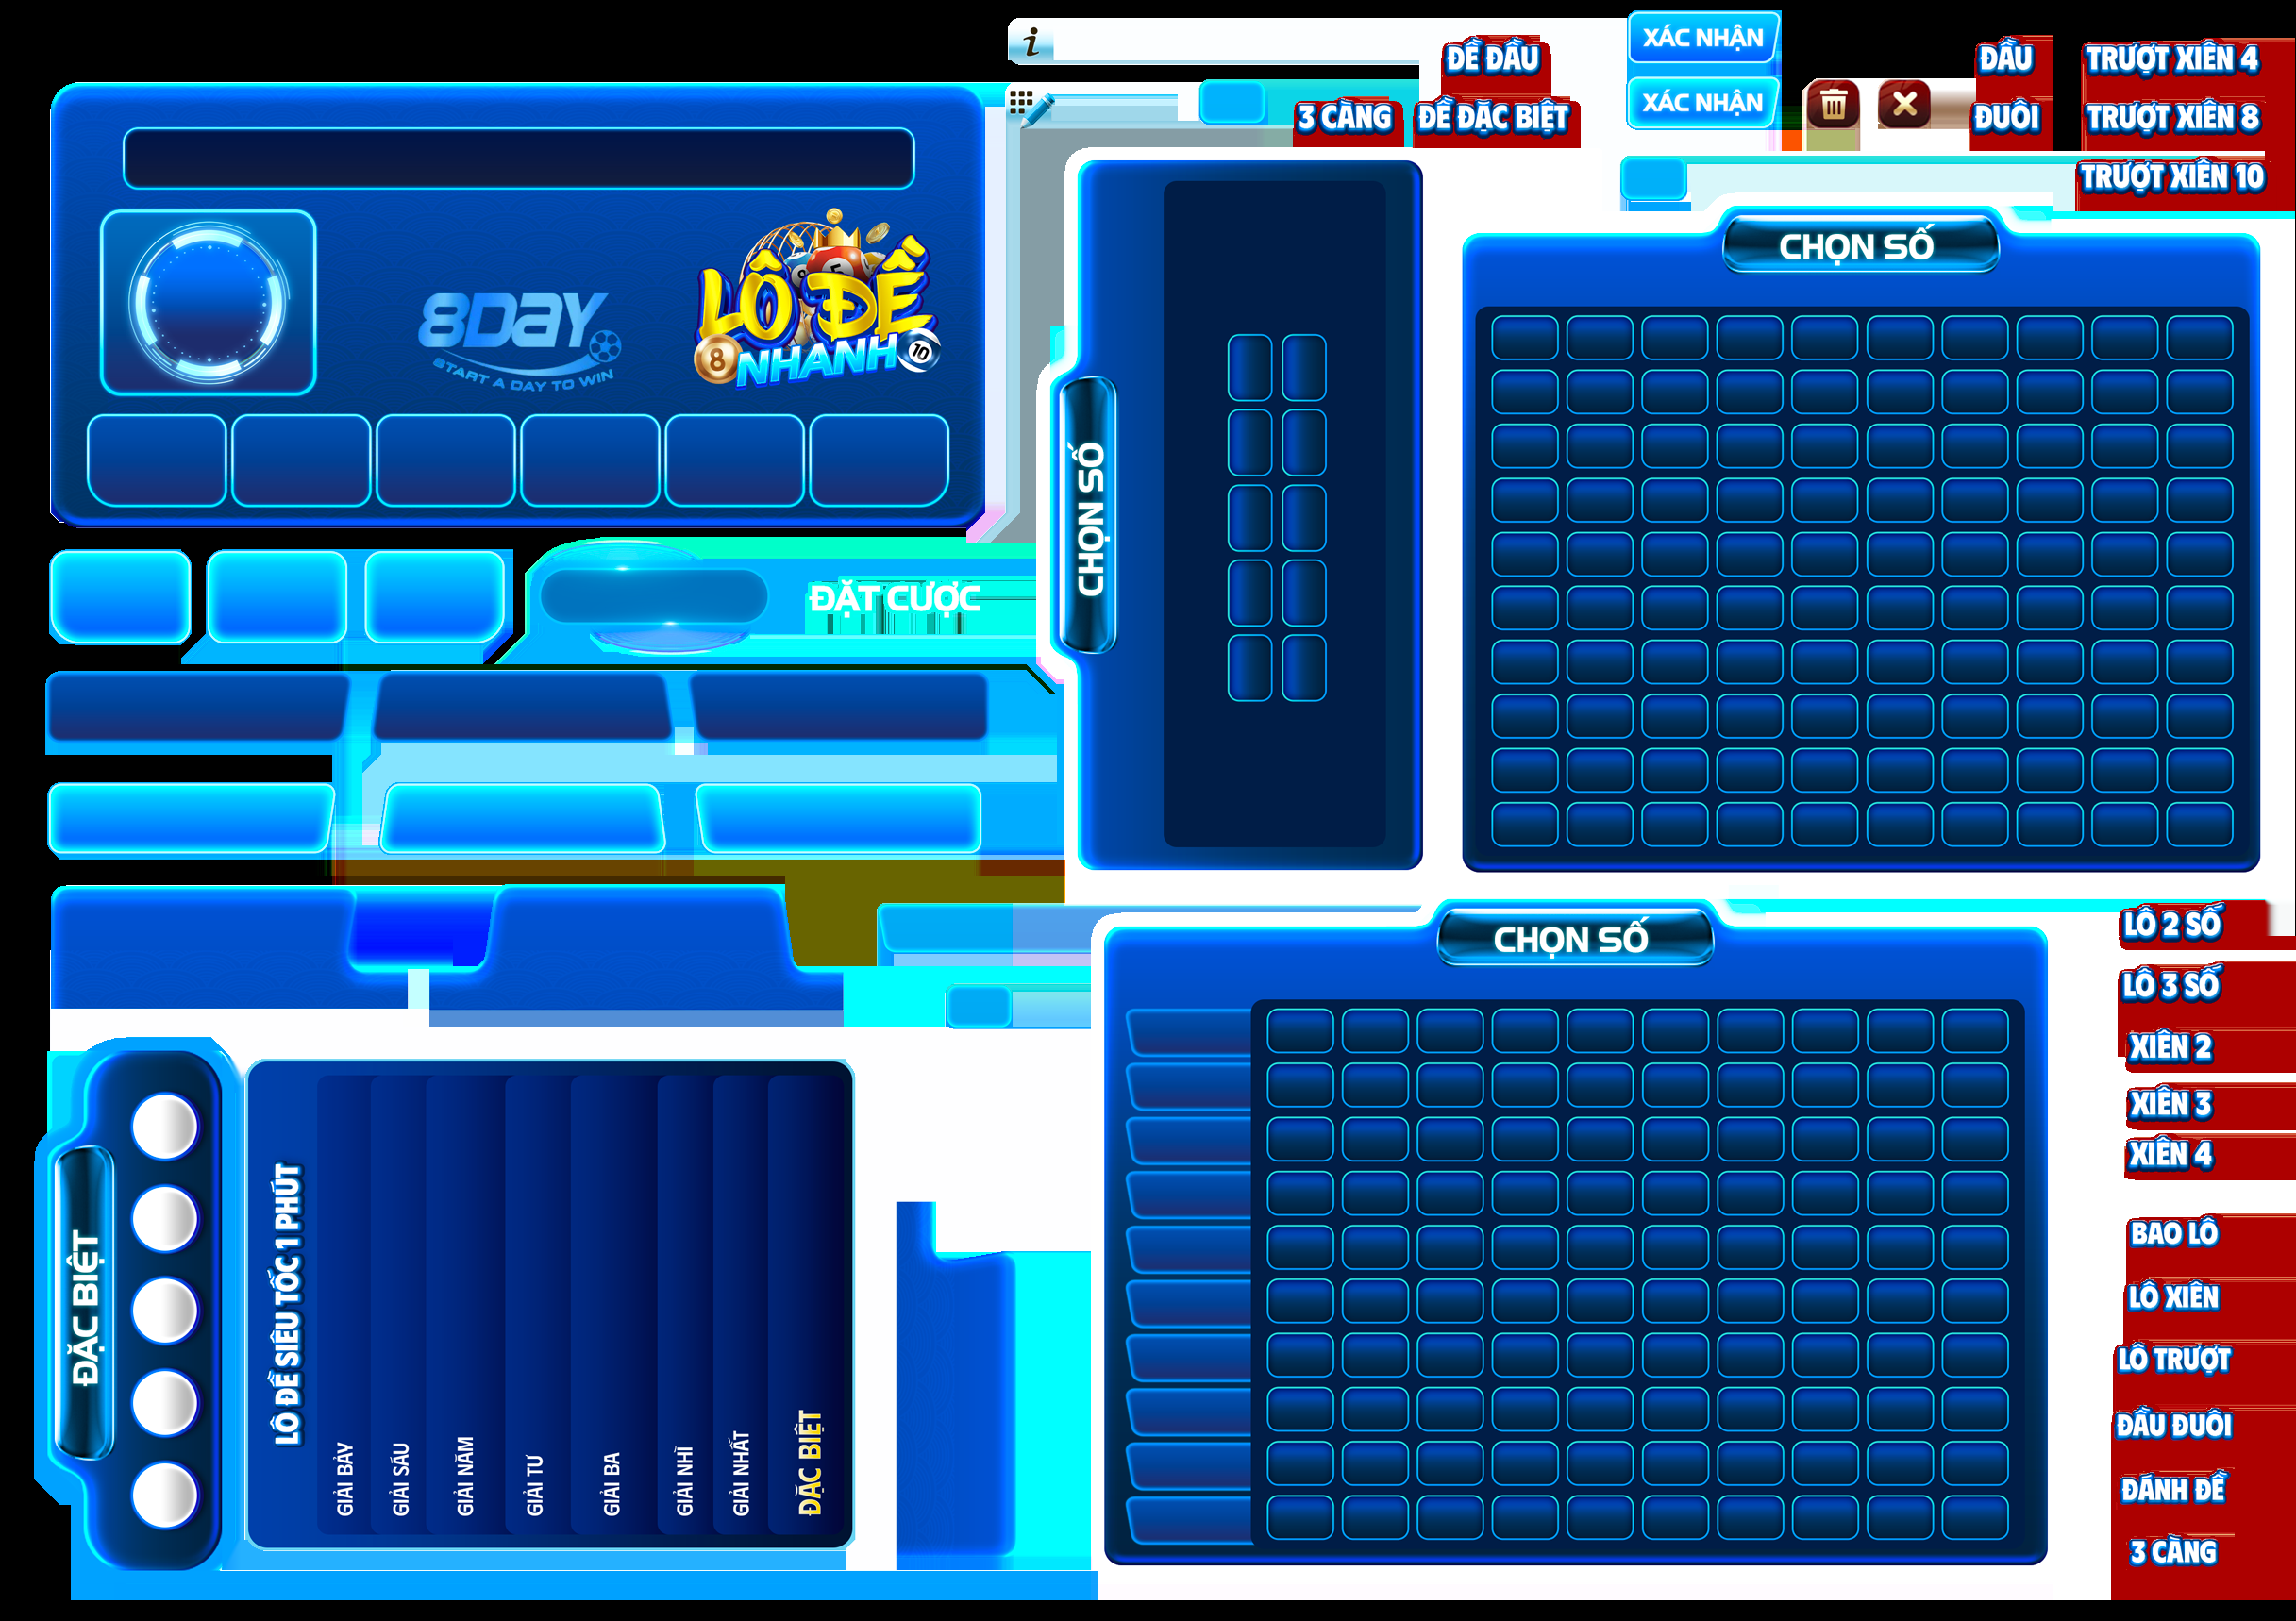 i
ĐỀ ĐẦU
XÁC NHẬN
ĐẦU
TRƯỢT XIÊN 4
3 CÀNG
ĐỀ ĐẶC BIỆT
XÁC NHẬN
ĐUÔI
TRƯỢT XIÊN 8
TRƯỢT XIÊN 10
8DAY
START A DAY TO WIN
LÔ ĐỀ
8 NHANH 10
CHỌN SỐ
CHỌN SỐ
ĐẶT CƯỢC
CHỌN SỐ
LÔ 2 SỐ
LÔ 3 SỐ
XIÊN 2
XIÊN 3
XIÊN 4
BAO LÔ
LÔ XIÊN
LÔ TRƯỢT
ĐẦU ĐUÔI
ĐÁNH ĐỀ
3 CÀNG
ĐẶC BIỆT
LÔ ĐỀ SIÊU TỐC 1 PHÚT
GIẢI BẢY
GIẢI SÁU
GIẢI NĂM
GIẢI TƯ
GIẢI BA
GIẢI NHÌ
GIẢI NHẤT
ĐẶC BIỆT